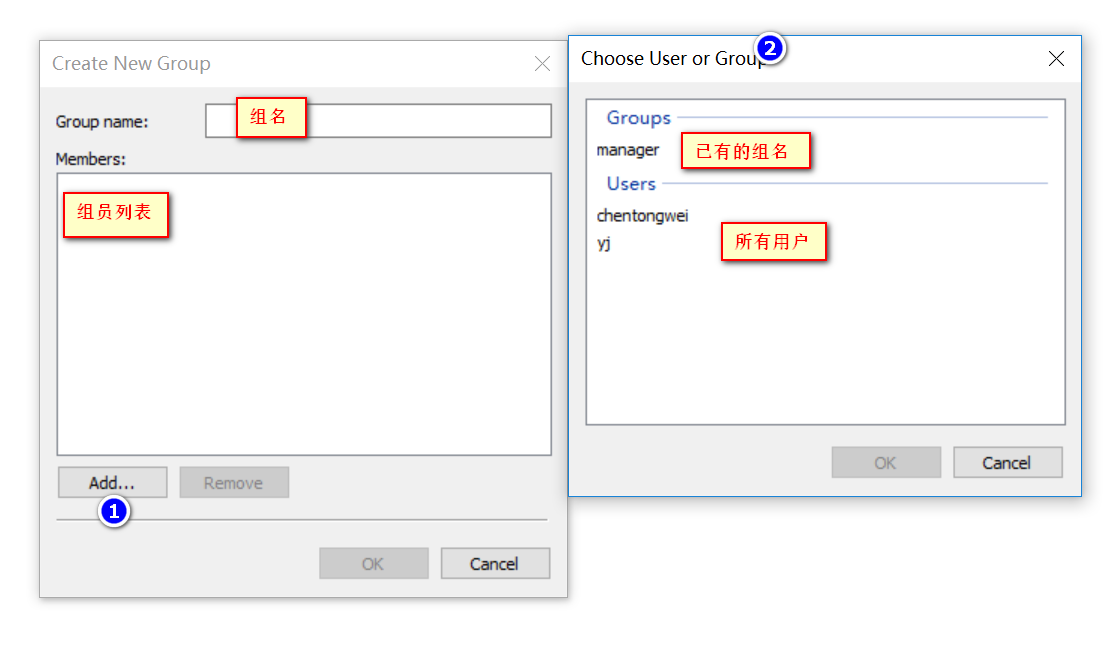 Create New Group
Group name:
组名
Members:
组员列表
Add...
Remove
1
OK
Cancel
2
Choose User or Group
Groups
manager
已有的组名
Users
chentongwei
yj
所有用户
OK
Cancel